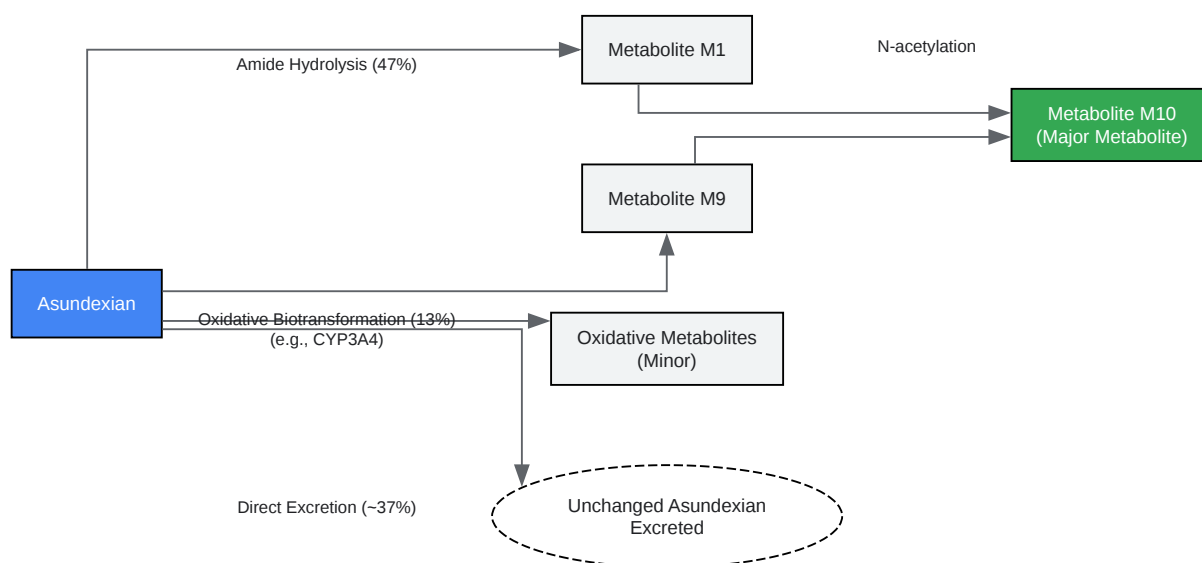 Metabolite M1
N-acetylation
Amide Hydrolysis (47%)
Metabolite M10
(Major Metabolite)
Metabolite M9
Asundexian
Oxidative Biotransformation (13%)
(e.g., CYP3A4)
Oxidative Metabolites
(Minor)
Direct Excretion (~37%)
Unchanged Asundexian
Excreted